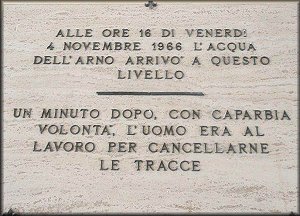 ALLE ORE 16 DI VENERDI'
4 NOVEMBRE 1966 L'ACQUA
DELL'ARNO ARRIVO' A QUESTO
LIVELLO
UN MINUTO DOPO, CON CAPARBIA
VOLONTA', L'UOMO ERA AL
LAVORO PER CANCELLARNE
LE TRACCE